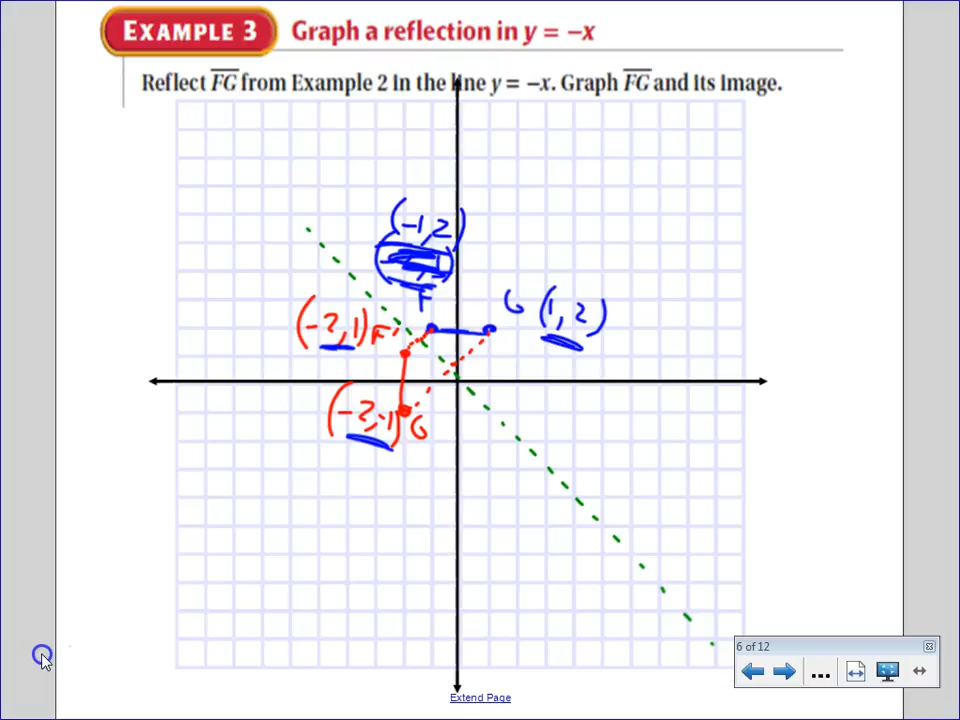 EXAMPLE 3 Graph a reflection in y = −x
Reflect FG from Example 2 In the line y = −x. Graph FG and Its Image.
(-1,2)
F
G (1,2)
(-2,1) F'
(-2,-1) G
6 of 12
...
Extend Page